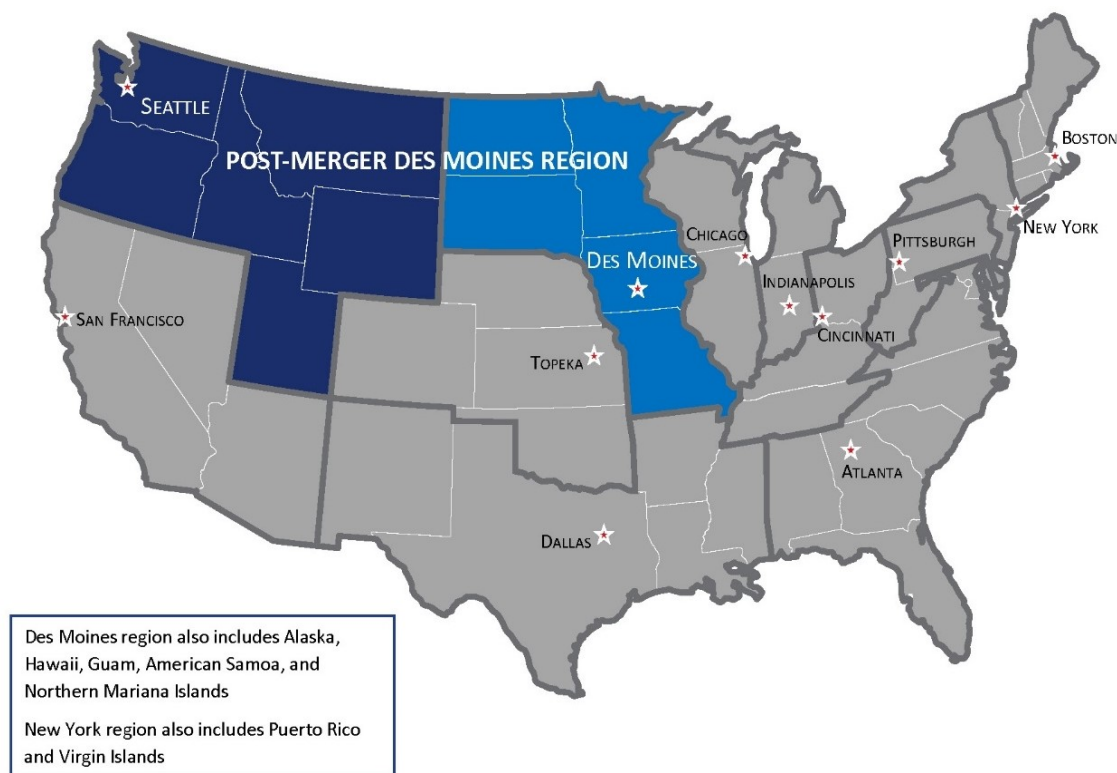 SEATTLE
BOSTON
POST-MERGER DES MOINES REGION
NEW YORK
CHICAGO
PITTSBURGH
DES MOINES
INDIANAPOLIS
SAN FRANCISCO
CINCINNATI
TOPEKA
ATLANTA
DALLAS
Des Moines region also includes Alaska,
Hawaii, Guam, American Samoa, and
Northern Mariana Islands
New York region also includes Puerto Rico
and Virgin Islands